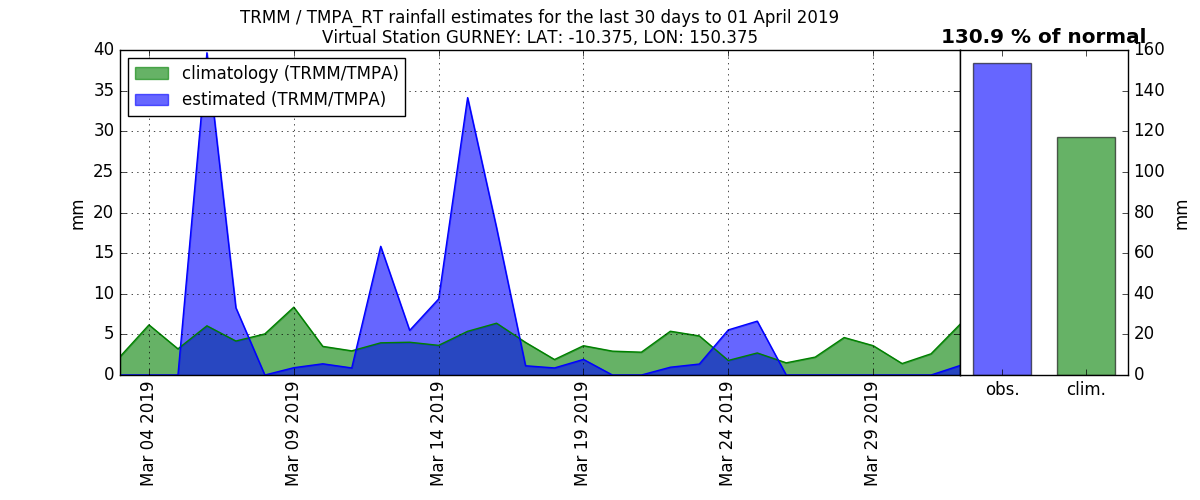 TRMM / TMPA_RT rainfall estimates for the last 30 days to 01 April 2019
Virtual Station GURNEY: LAT: -10.375, LON: 150.375
130.9 % of normal
climatology (TRMM/TMPA)
estimated (TRMM/TMPA)
40
35
30
25
20
15
10
5
0
mm
Mar 04 2019
Mar 09 2019
Mar 14 2019
Mar 19 2019
Mar 24 2019
Mar 29 2019
obs.
clim.
160
140
120
100
80
60
40
20
0
mm